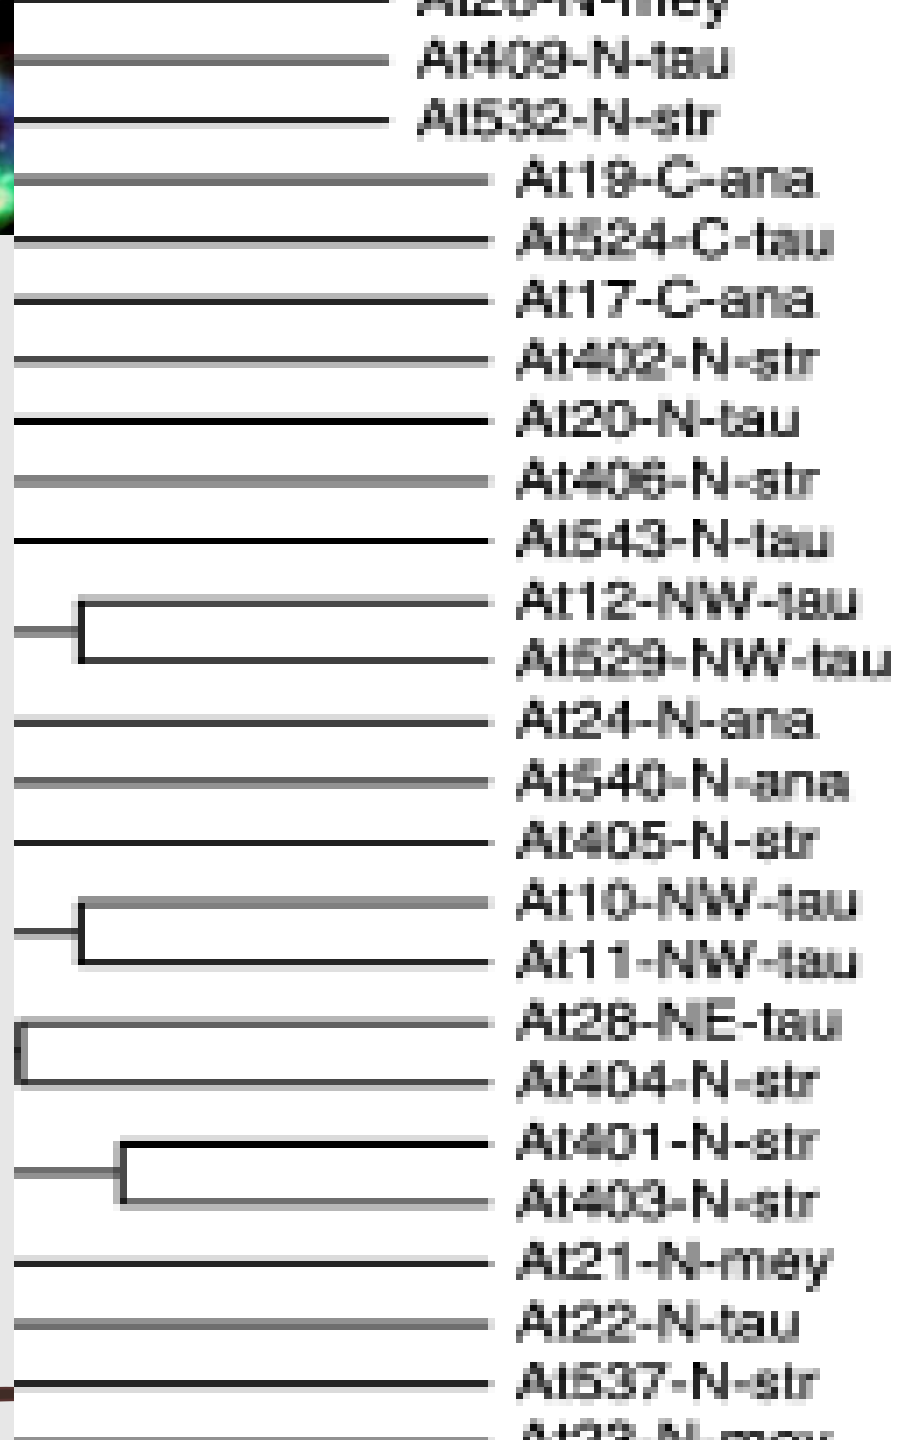 At409-N-tau
At532-N-str
At19-C-ana
At524-C-tau
At17-C-ana
At402-N-str
At20-N-tau
At406-N-str
At543-N-tau
At12-NW-tau
At529-NW-tau
At24-N-ana
At540-N-ana
At405-N-str
At10-NW-tau
At11-NW-tau
At28-NE-tau
At404-N-str
At401-N-str
At403-N-str
At21-N-mey
At22-N-tau
At537-N-str